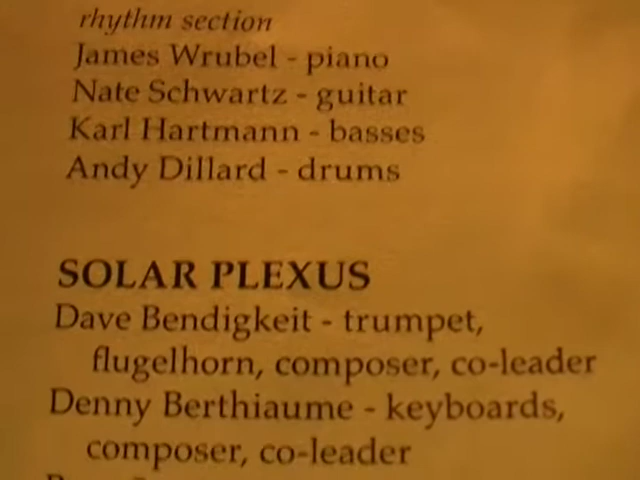 rhythm section
James Wrubel - piano
Nate Schwartz - guitar
Karl Hartmann - basses
Andy Dillard - drums
SOLAR PLEXUS
Dave Bendigkeit - trumpet,
flugelhorn, composer, co-leader
Denny Berthiaume - keyboards,
composer, co-leader